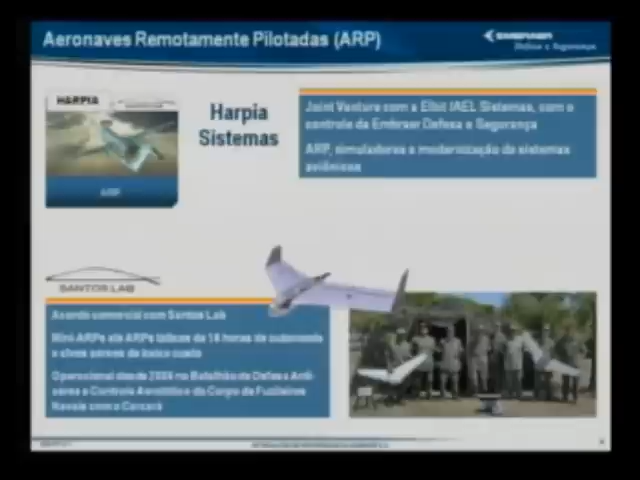 Aeronaves Remotamente Pilotadas (ARP)
EMBRAER
Defesa e Segurança
HARPIA
Harpia
Sistemas
Joint Venture com a Elbit /AEL Sistemas, com o
controle da Embraer Defesa e Segurança
ARP, simuladores e modernização de sistemas
aviônicos
ARP
SANTOS LAB
Acordo comercial com Santos Lab
Mini ARPs até ARPs táticos de 18 horas de autonomia
e alvos aéreos de baixo custo
Operacional desde 2006 no Batalhão de Defesa Anti-
aérea e Controle Aerotático do Corpo de Fuzileiros
Navais com o Carcará